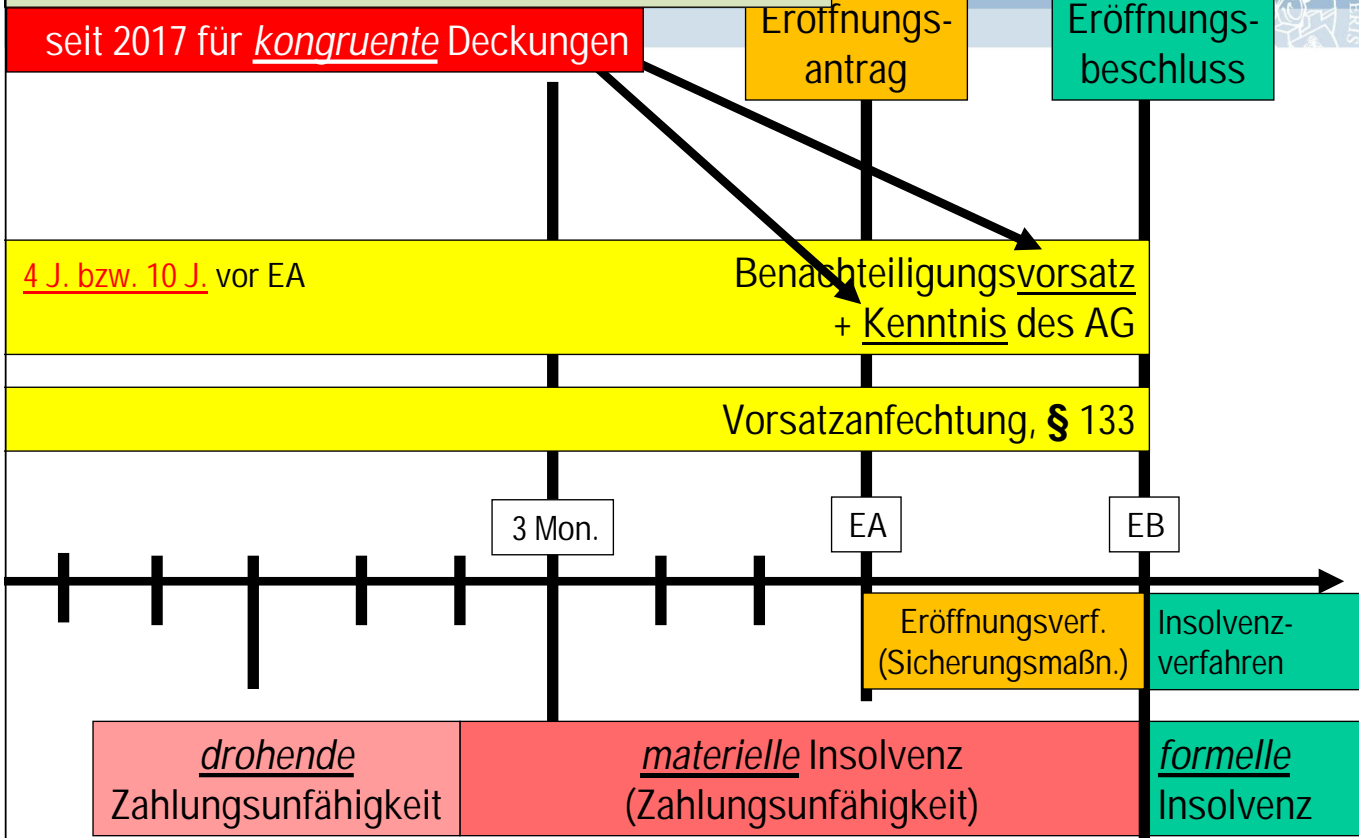 seit 2017 für kongruente Deckungen
Eröffnungs-
antrag
Eröffnungs-
beschluss
4 J. bzw. 10 J. vor EA
Benachteiligungsvorsatz
+ Kenntnis des AG
Vorsatzanfechtung, § 133
3 Mon.
EA
EB
Eröffnungsverf.
(Sicherungsmaßn.)
Insolvenz-
verfahren
drohende
Zahlungsunfähigkeit
materielle Insolvenz
(Zahlungsunfähigkeit)
formelle
Insolvenz